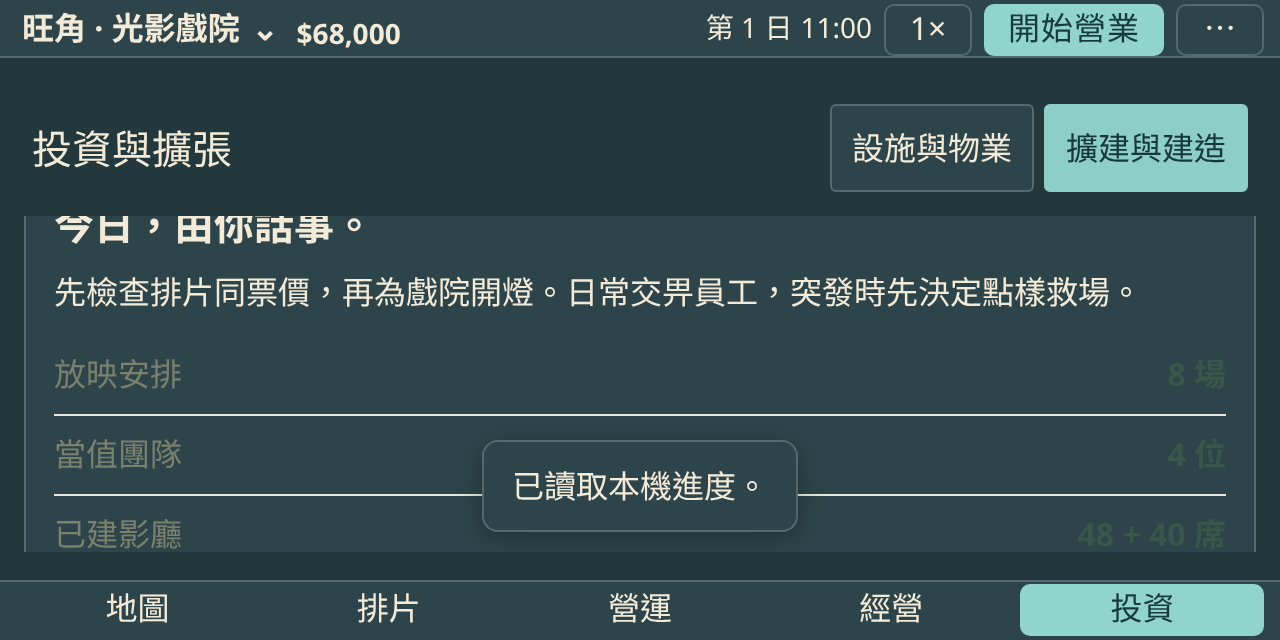 旺角 · 光影戲院 $68,000 第 1 日 11:00 1× 開始營業 ···
投資與擴張 設施與物業 擴建與建造
今日，由你話事。
先檢查排片同票價，再為戲院開燈。日常交畀員工，突發時先決定點樣救場。
放映安排 8 場
當值團隊 4 位
已讀取本機進度。
已建影廳 48 + 40 席
地圖 排片 營運 經營 投資